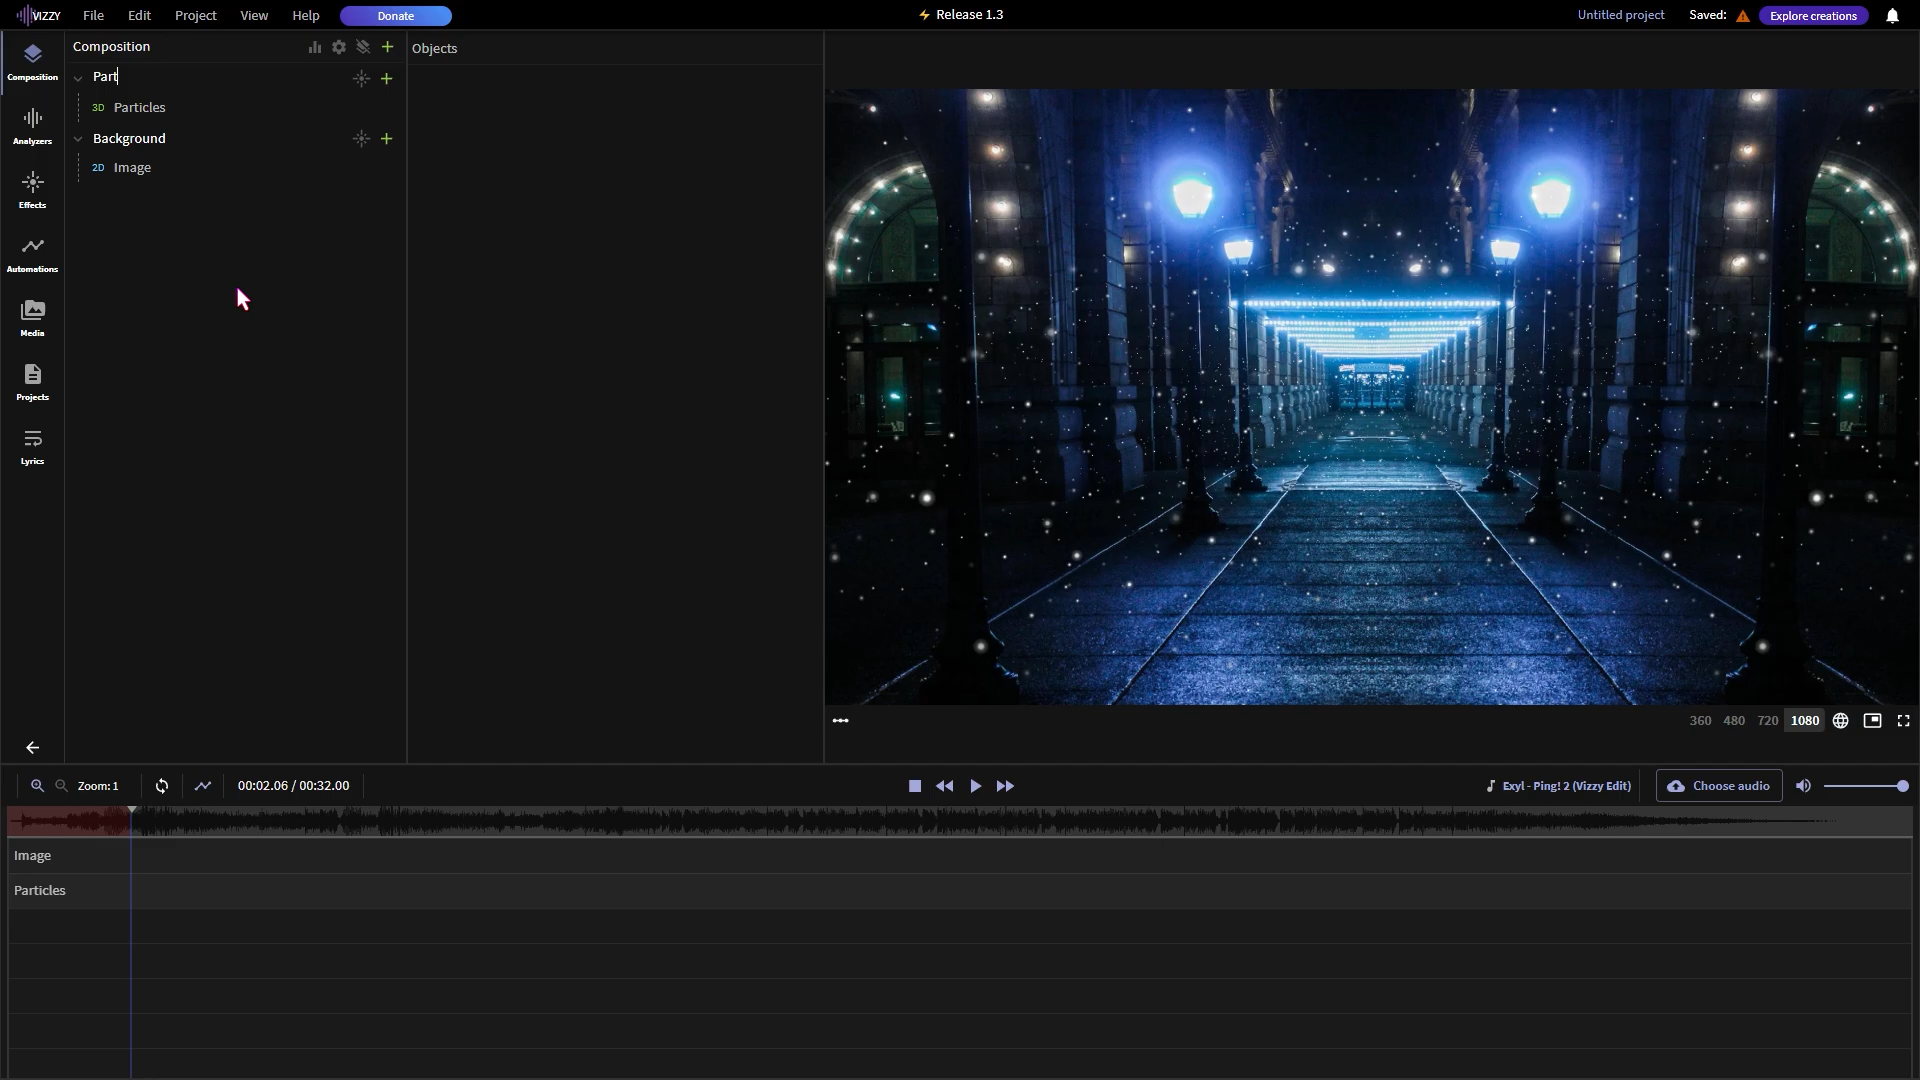 VIZZY File Edit Project View Help Donate Release 1.3 Untitled project Saved: Explore creations
Composition Objects
Part
3D Particles
Background
2D Image
Composition
Analyzers
Effects
Automations
Media
Projects
Lyrics
360 480 720 1080
Zoom: 1 00:02.06 / 00:32.00 Exyl - Ping! 2 (Vizzy Edit) Choose audio
Image
Particles